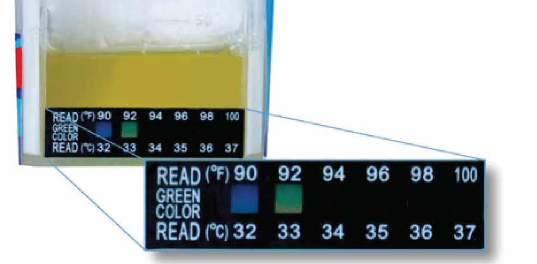 50
READ (°F) 90 92 94 96 98 100
GREEN
COLOR
READ (°C) 32 33 34 35 36 37
READ (°F) 90 92 94 96 98 100
GREEN
COLOR
READ (°C) 32 33 34 35 36 37